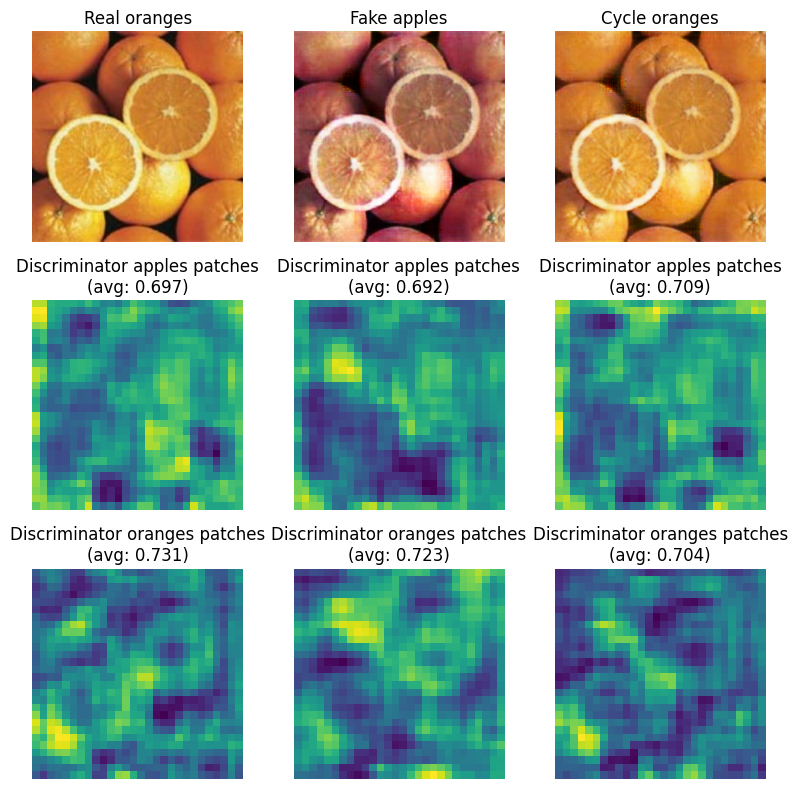 Real oranges
Fake apples
Cycle oranges
Discriminator apples patches
(avg: 0.697)
Discriminator apples patches
(avg: 0.692)
Discriminator apples patches
(avg: 0.709)
Discriminator oranges patches
(avg: 0.731)
Discriminator oranges patches
(avg: 0.723)
Discriminator oranges patches
(avg: 0.704)